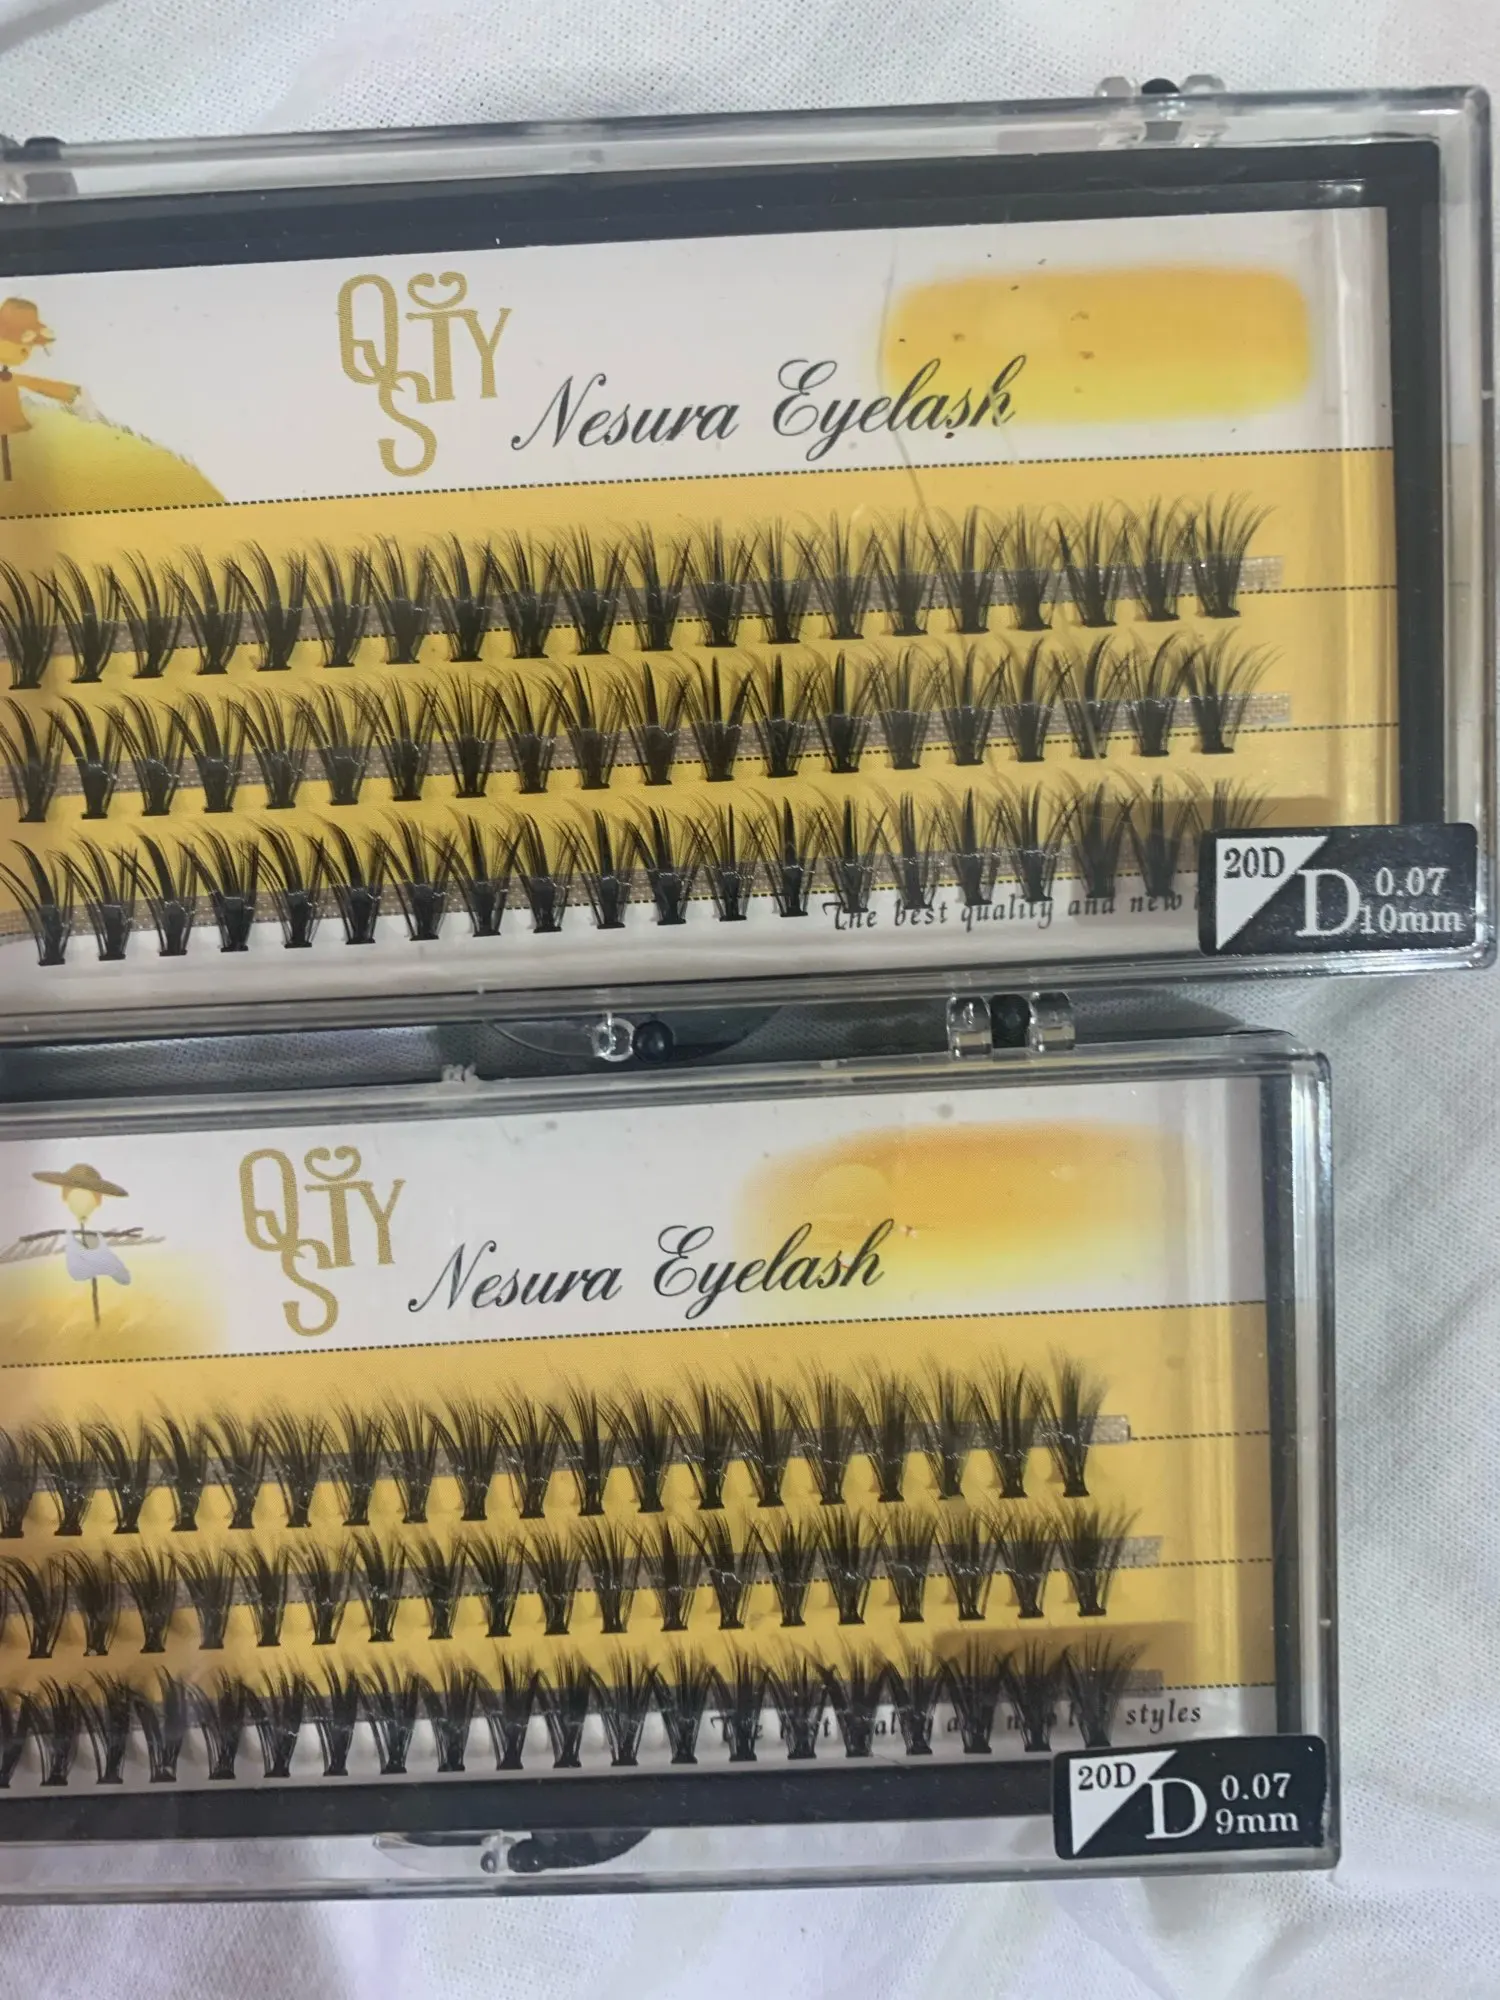 QSTY
Nesura Eyelash
The best quality and new
20D
D
0.07
10mm
QSTY
Nesura Eyelash
styles
20D
D
0.07
9mm